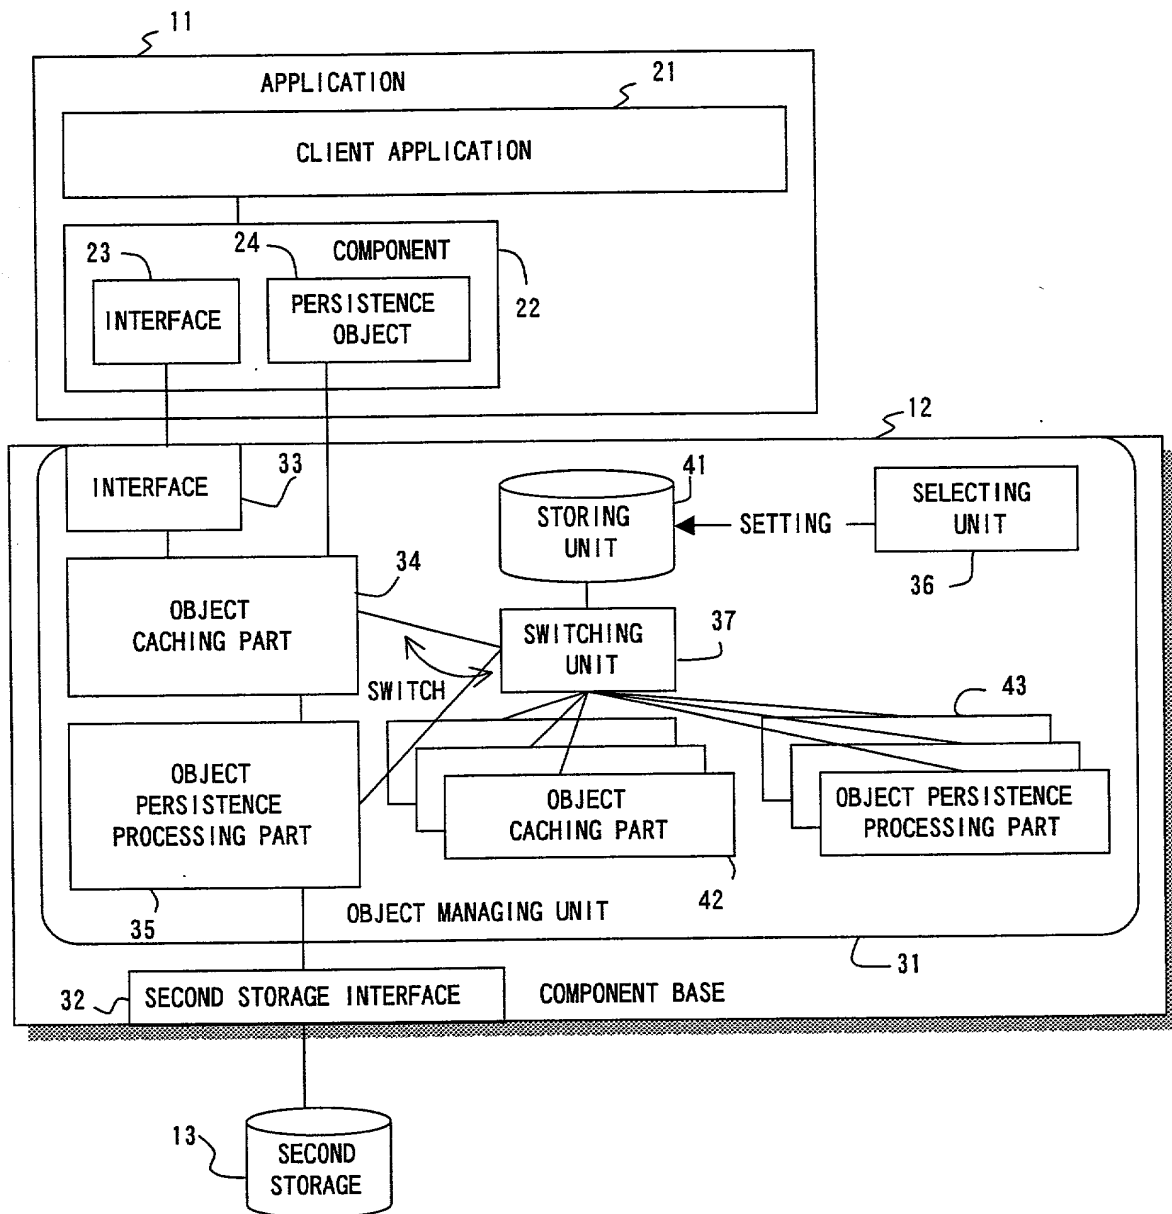 11
APPLICATION
21
CLIENT APPLICATION
23
24
COMPONENT
INTERFACE
PERSISTENCE
OBJECT
22
12
INTERFACE
33
41
STORING
UNIT
SETTING
SELECTING
UNIT
36
34
OBJECT
CACHING PART
SWITCHING
UNIT
37
SWITCH
43
OBJECT
PERSISTENCE
PROCESSING PART
OBJECT
CACHING PART
OBJECT PERSISTENCE
PROCESSING PART
35
OBJECT MANAGING UNIT
42
31
32
SECOND STORAGE INTERFACE
COMPONENT BASE
13
SECOND
STORAGE